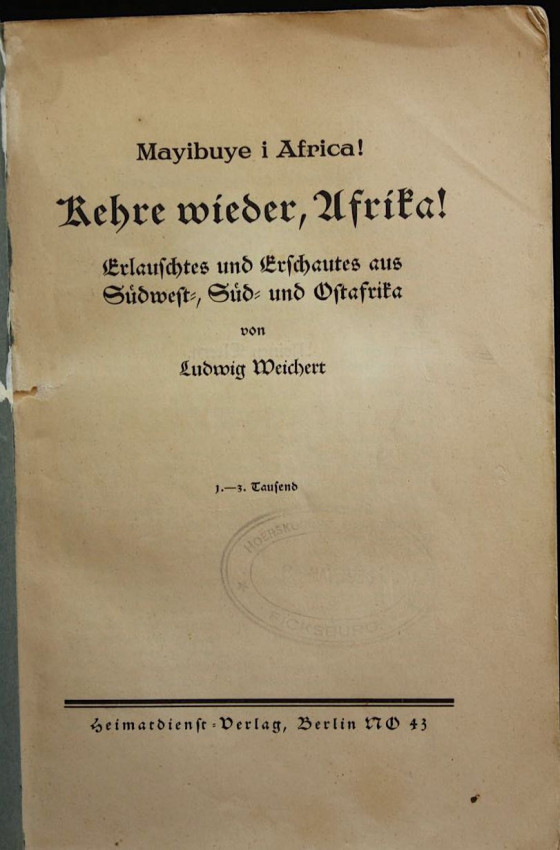 Mayibuye i Africa!
Kehre wieder, Afrika!
Erlauschtes und Erschautes aus
Südwest-, Süd- und Ostafrika
von
Ludwig Weichert
1.—3. Tausend
FICKSBURG
Heimatdienst-Verlag, Berlin NO 43